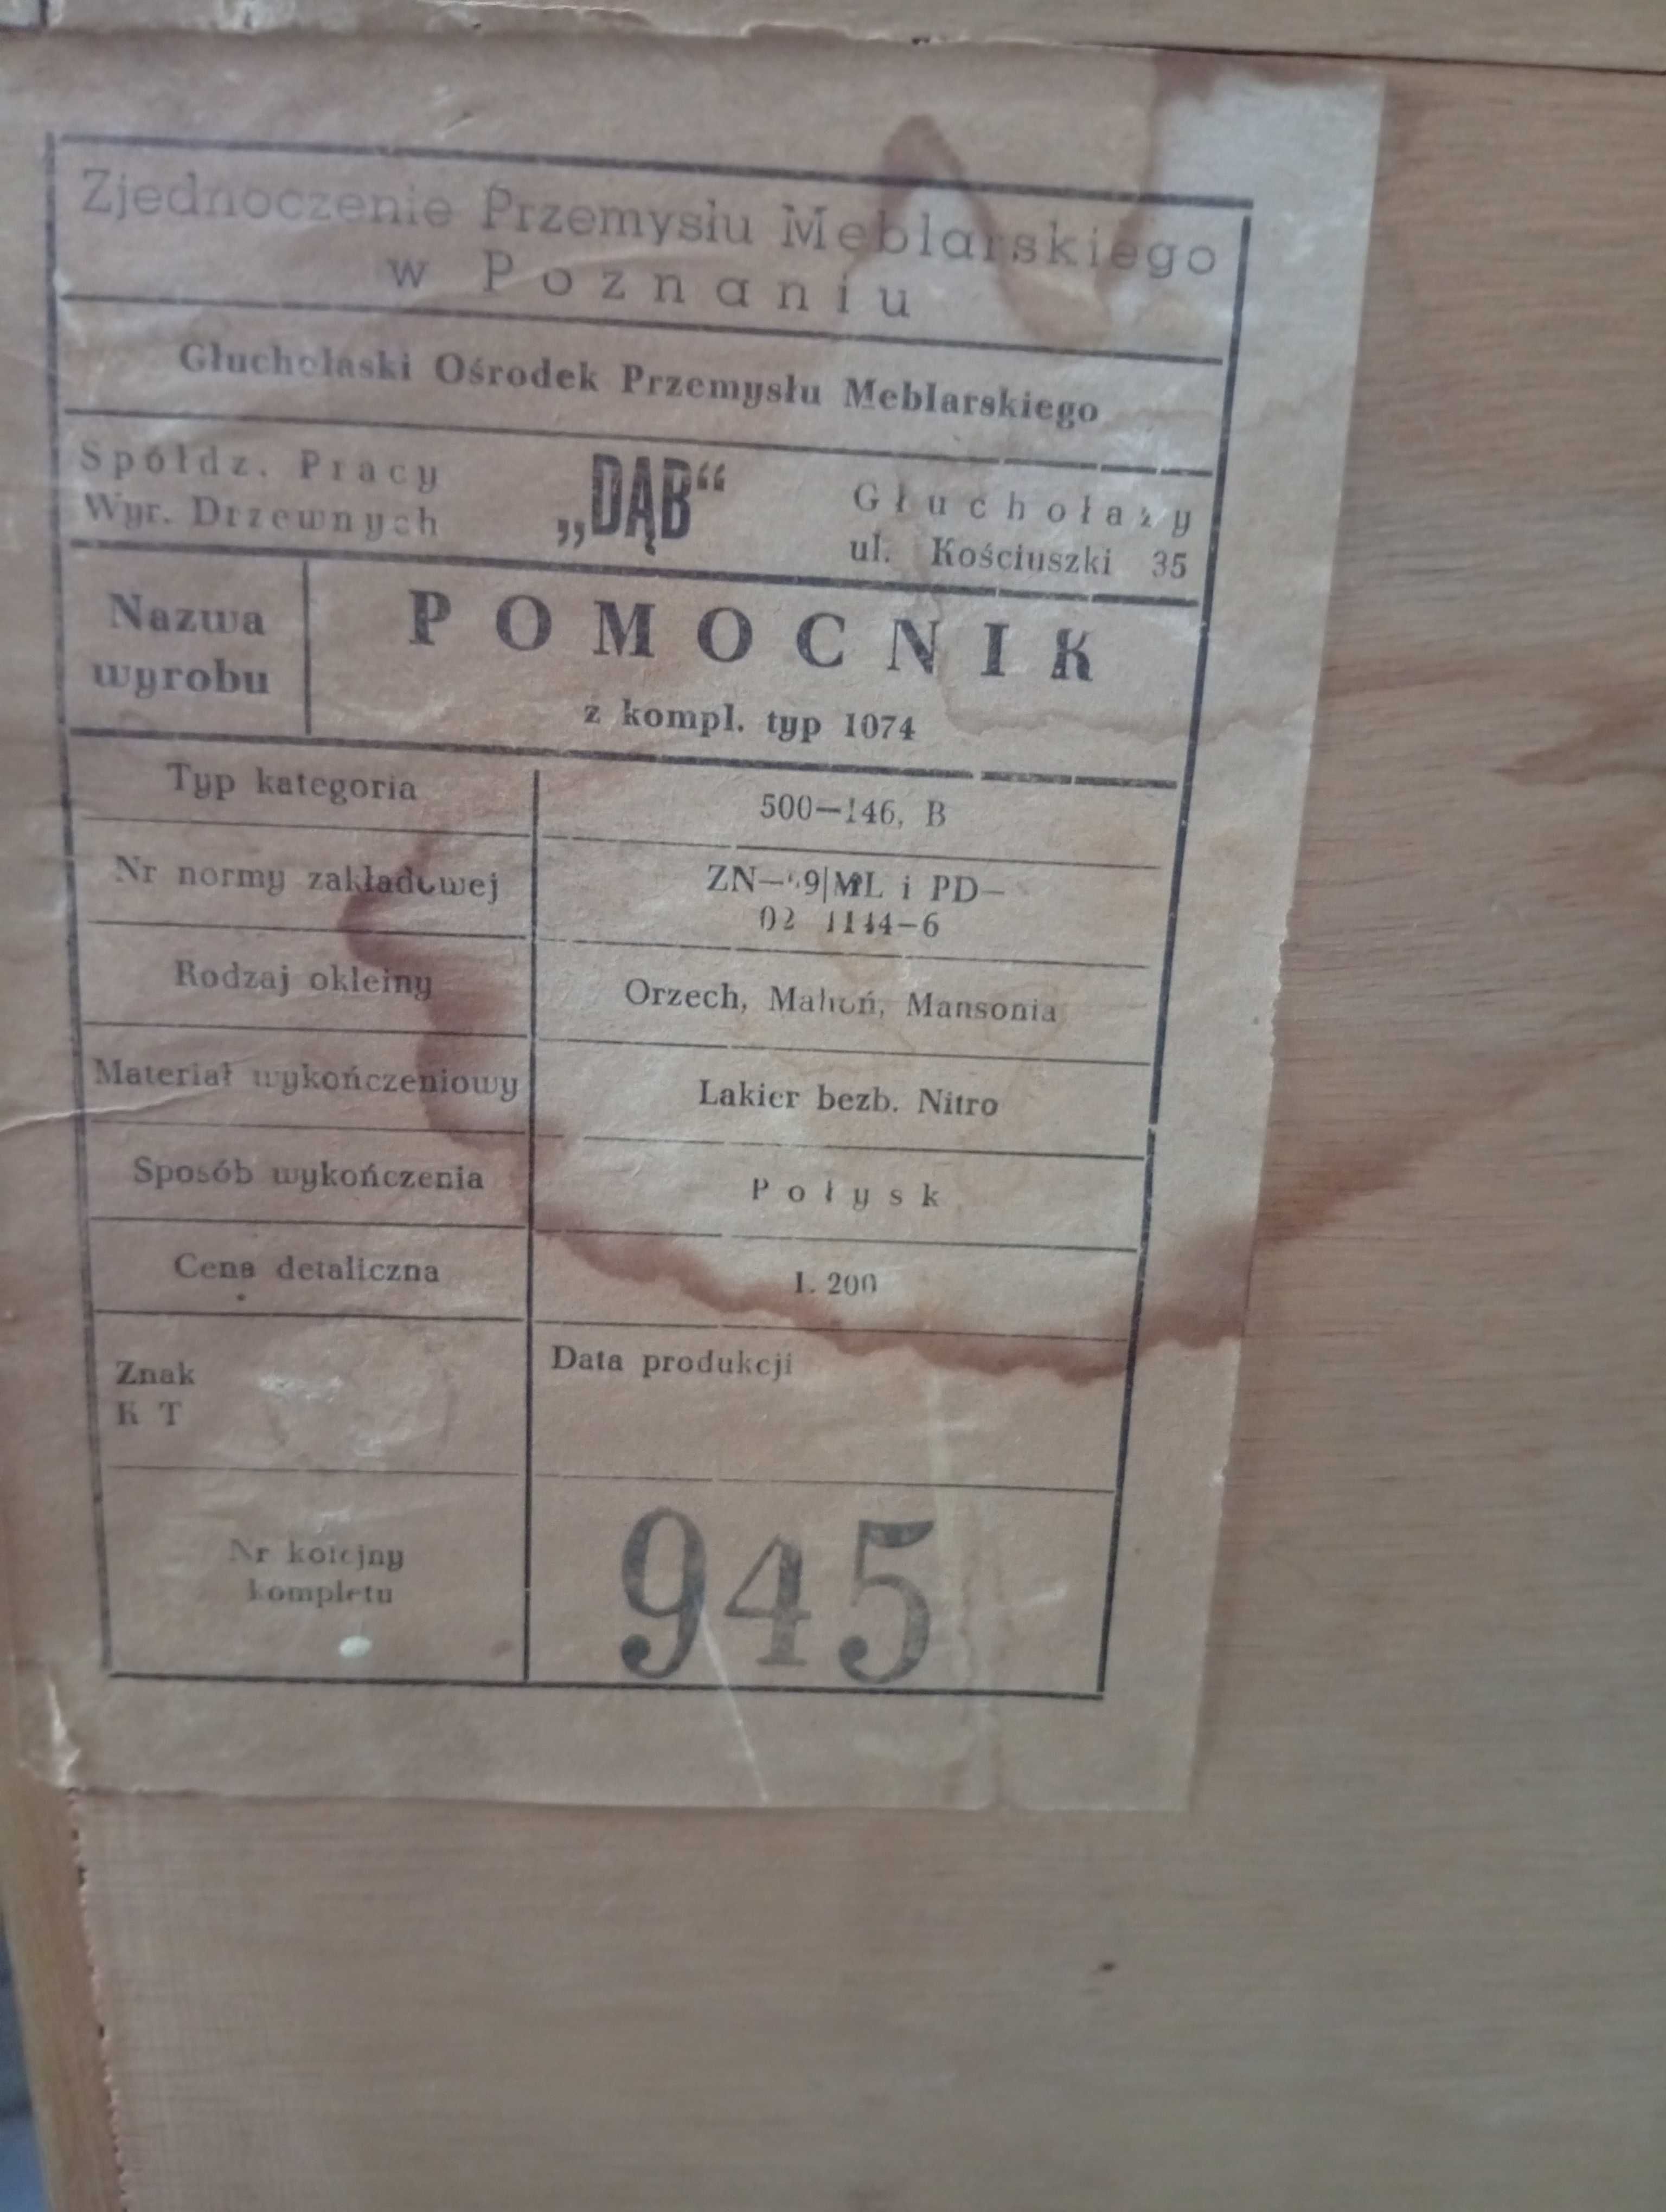 Zjednoczenie Przemysłu Meblarskiego
w Poznaniu
Głuchołaski Ośrodek Przemysłu Meblarskiego
Spółdz. Pracy
Wyr. Drzewnych
„DĄB“
Głuchołazy
ul. Kościuszki 35
Nazwa
wyrobu
POMOCNIK
z kompl. typ 1074
Typ kategoria
500—146, B
Nr normy zakładowej
i PD—
02 1144—6
Rodzaj okleiny
Orzech, Mahoń, Mansonia
Materiał wykończeniowy
Lakier bezb. Nitro
Sposób wykończenia
Połysk
Cena detaliczna
1.200
Znak
K T
Data produkcji
Nr kolejny
kompletu
945